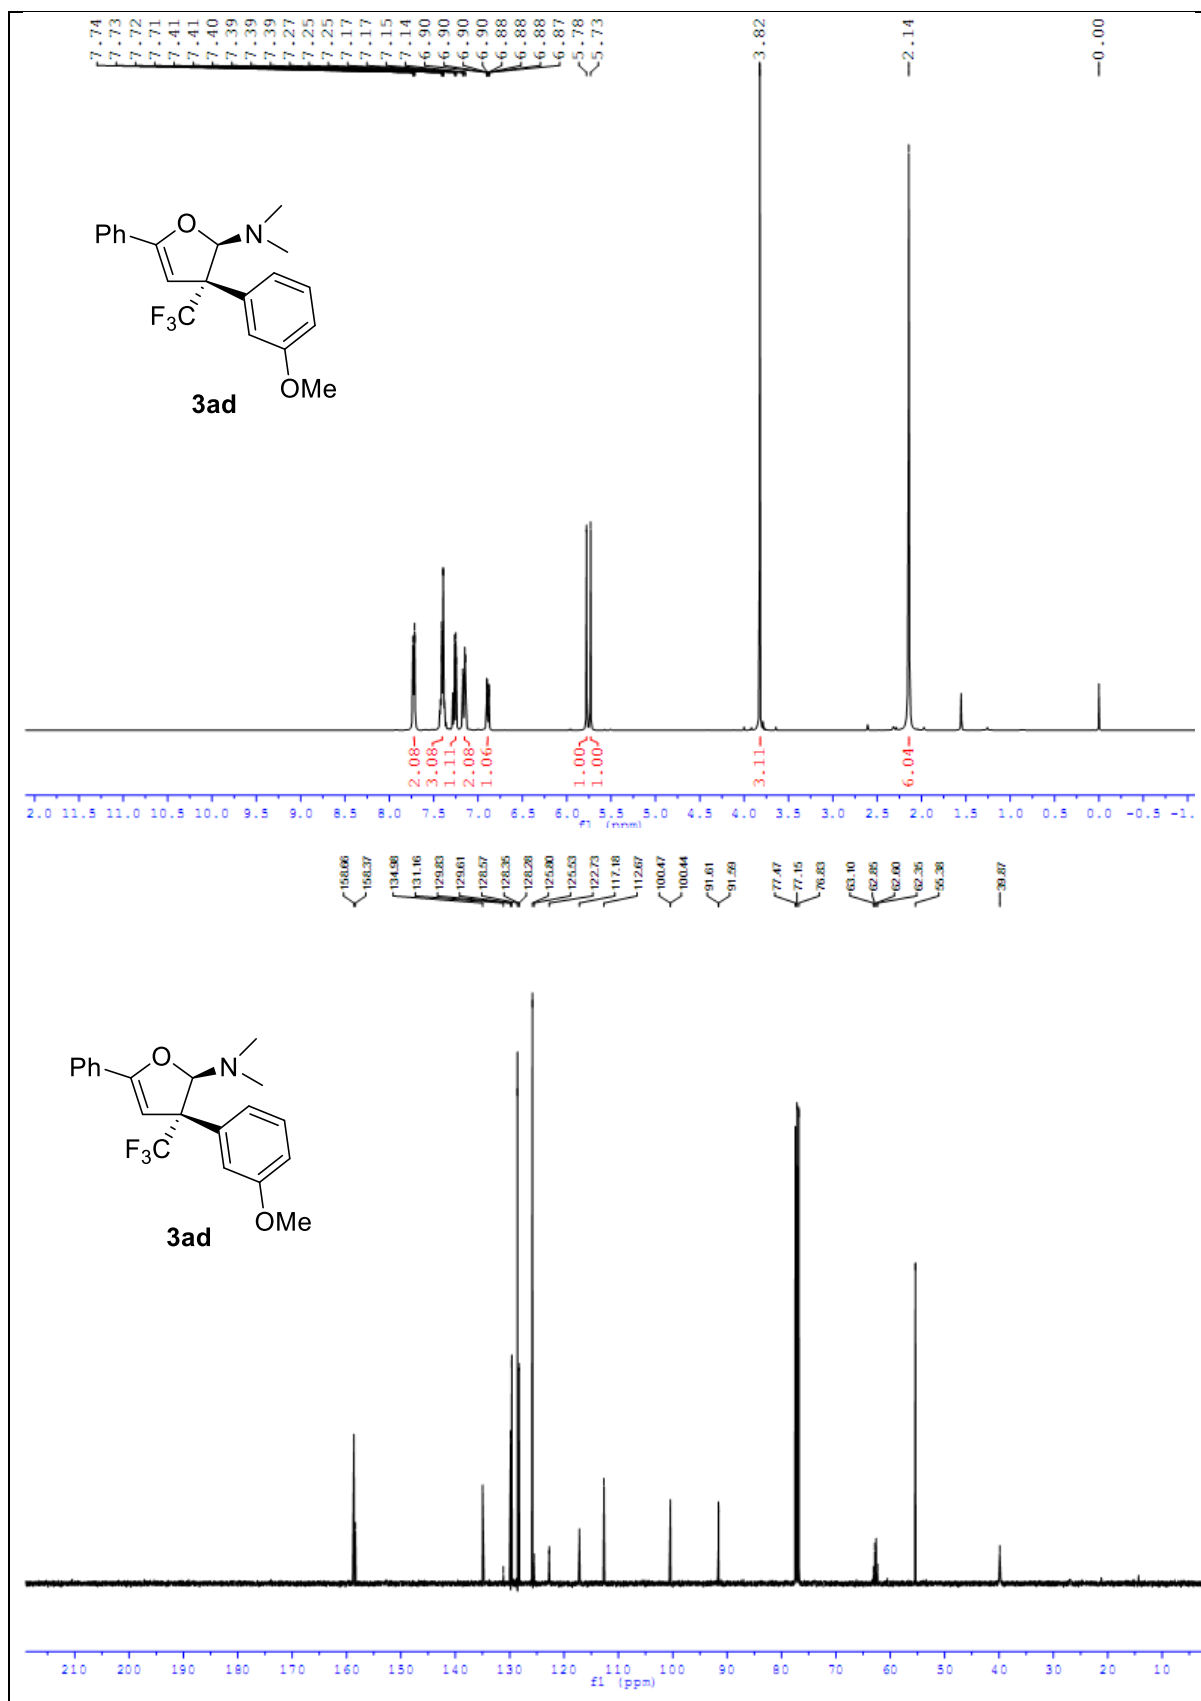 7.74 7.73 7.72 7.71 7.41 7.41 7.40 7.39 7.39 7.39 7.27 7.25 7.25 7.17 7.17 7.15 7.14 6.90 6.90 6.90 6.90 6.88 6.88 6.88 6.87 5.78 5.73 3.82 2.14 -0.00
Ph O N
F3C
OMe
3ad
2.08 3.08 1.11 2.08 1.06 1.00 1.00 3.11 6.04
2.0 11.5 11.0 10.5 10.0 9.5 9.0 8.5 8.0 7.5 7.0 6.5 6.0 5.5 5.0 4.5 4.0 3.5 3.0 2.5 2.0 1.5 1.0 0.5 0.0 -0.5 -1.
f1 (ppm)
158.66 158.37 134.98 131.16 129.83 129.61 128.57 128.35 128.28 125.80 125.53 122.73 117.18 112.67 100.47 100.44 91.61 91.59 77.47 77.15 76.83 63.10 62.85 62.60 62.35 55.38 39.87
Ph O N
F3C
OMe
3ad
210 200 190 180 170 160 150 140 130 120 110 100 90 80 70 60 50 40 30 20 10
f1 (ppm)